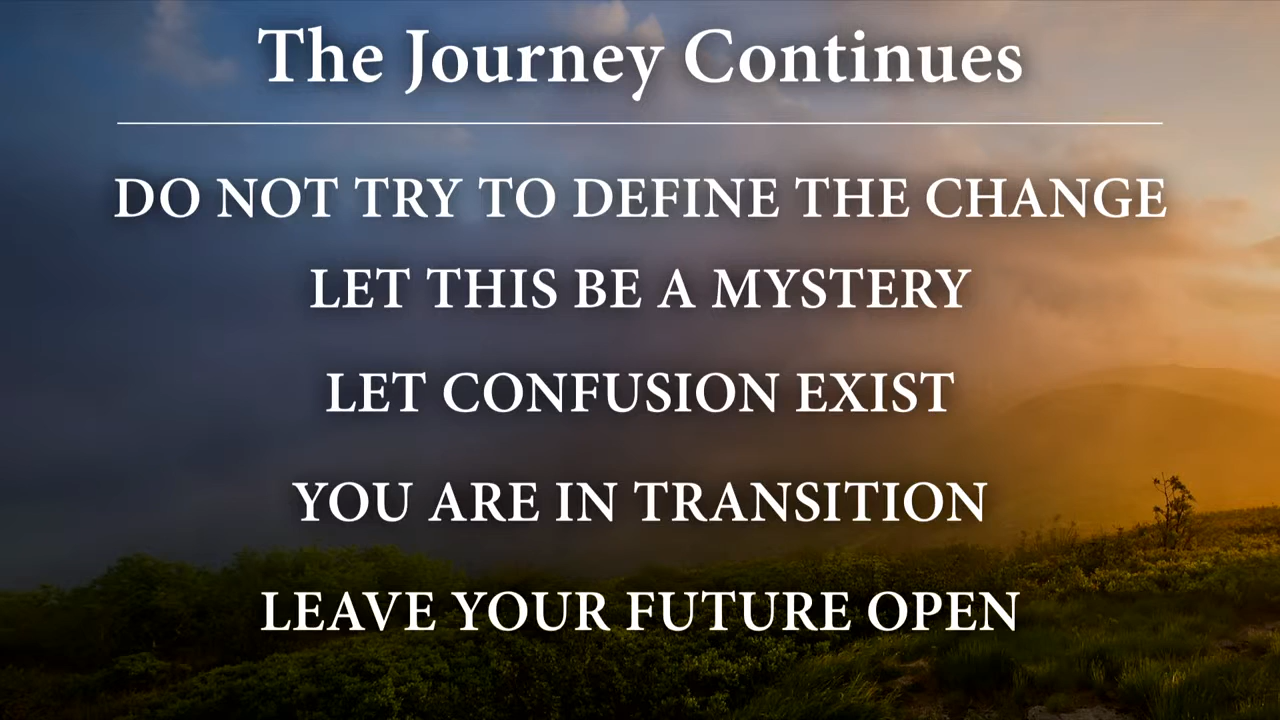 The Journey Continues
DO NOT TRY TO DEFINE THE CHANGE
LET THIS BE A MYSTERY
LET CONFUSION EXIST
YOU ARE IN TRANSITION
LEAVE YOUR FUTURE OPEN